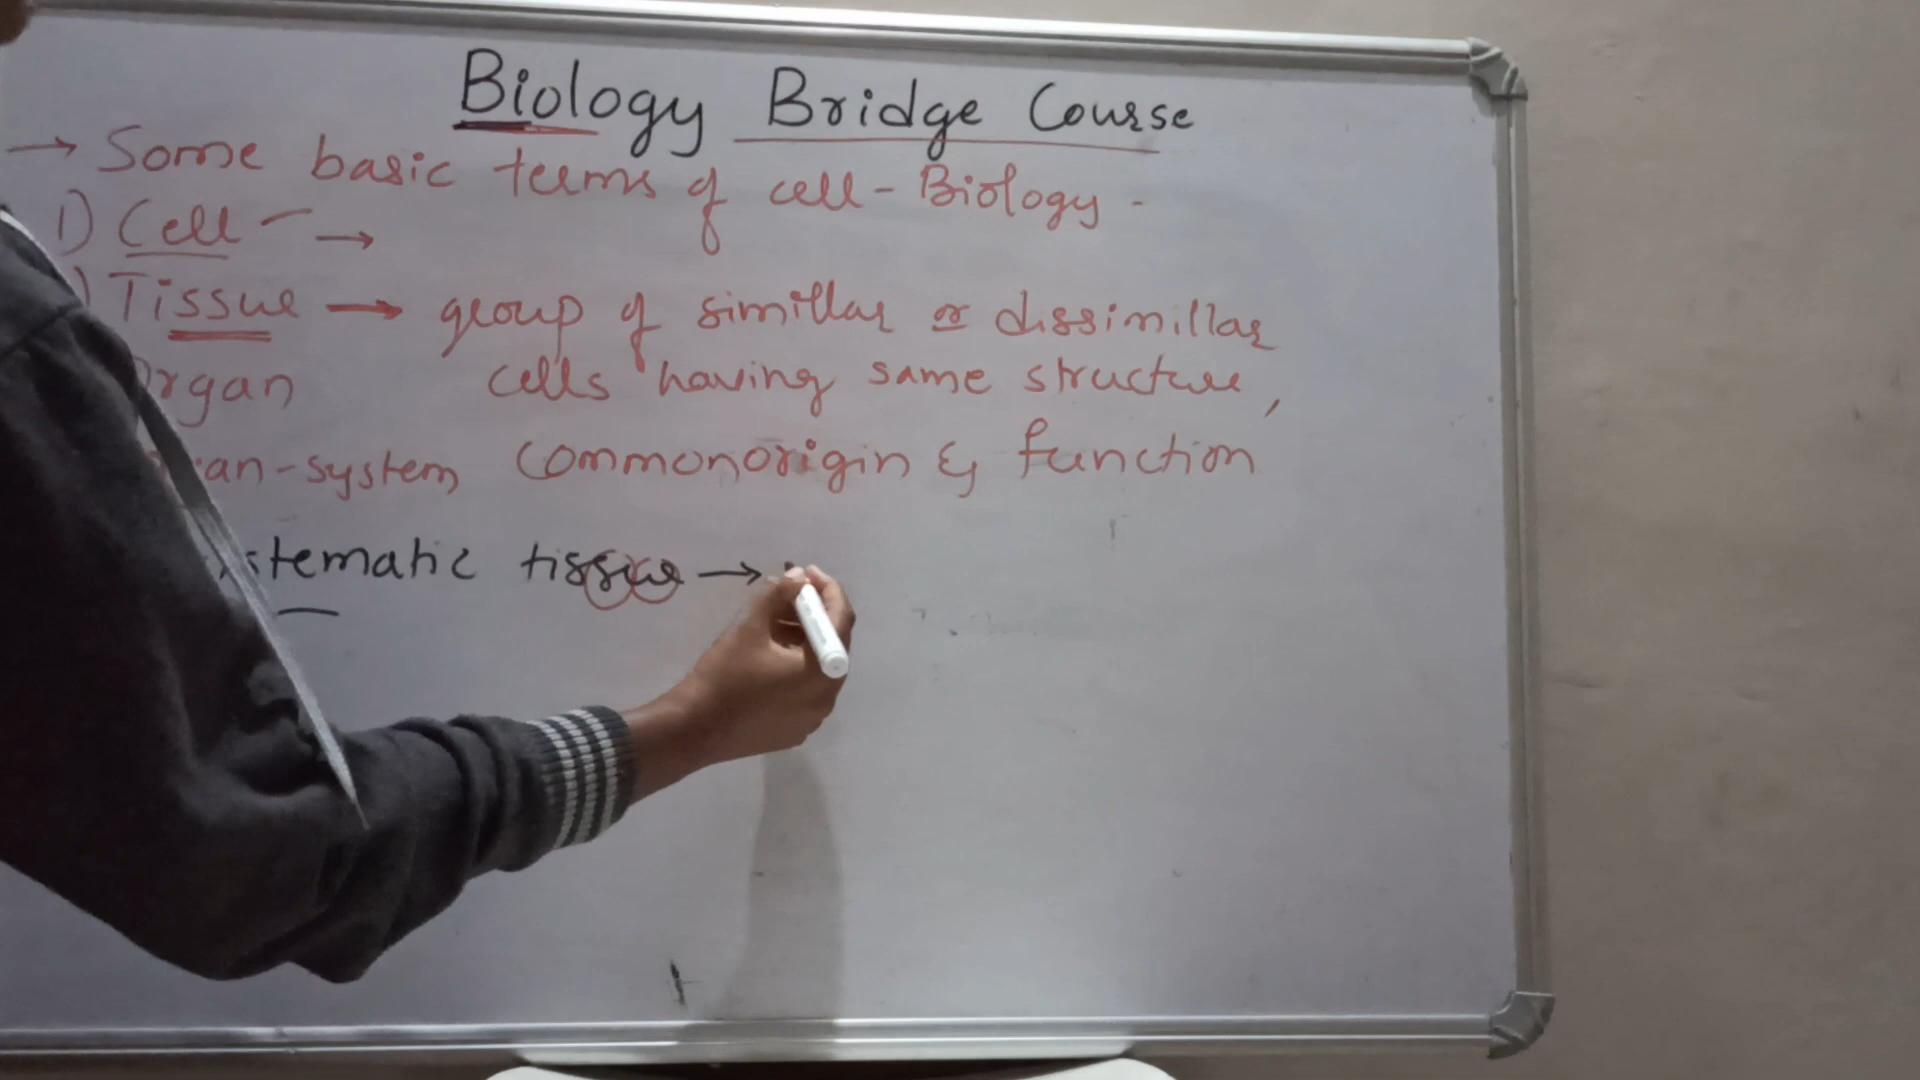 Biology Bridge Course
→ Some basic terms of cell-Biology -
1) Cell - →
) Tissue → group of simillar or dissimillar
Organ cells having same structure,
an-system commonorigin & function
stematic tissue →